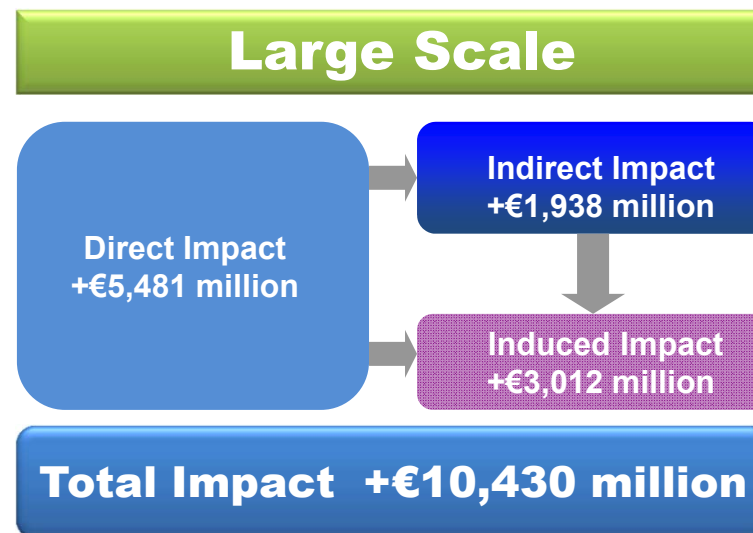 Large Scale
Direct Impact
+€5,481 million
Indirect Impact
+€1,938 million
Induced Impact
+€3,012 million
Total Impact +€10,430 million